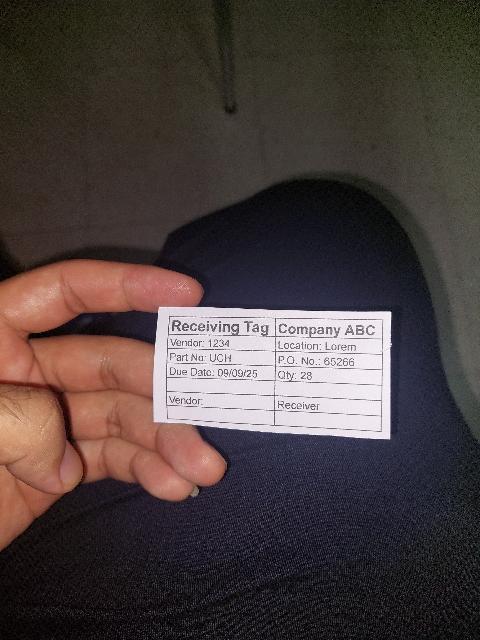 Receiving Tag Company ABC
Vendor: 1234 Location: Lorem
Part No: UCH P.O. No.: 65266
Due Date: 09/09/25 Qty: 28
Vendor: Receiver